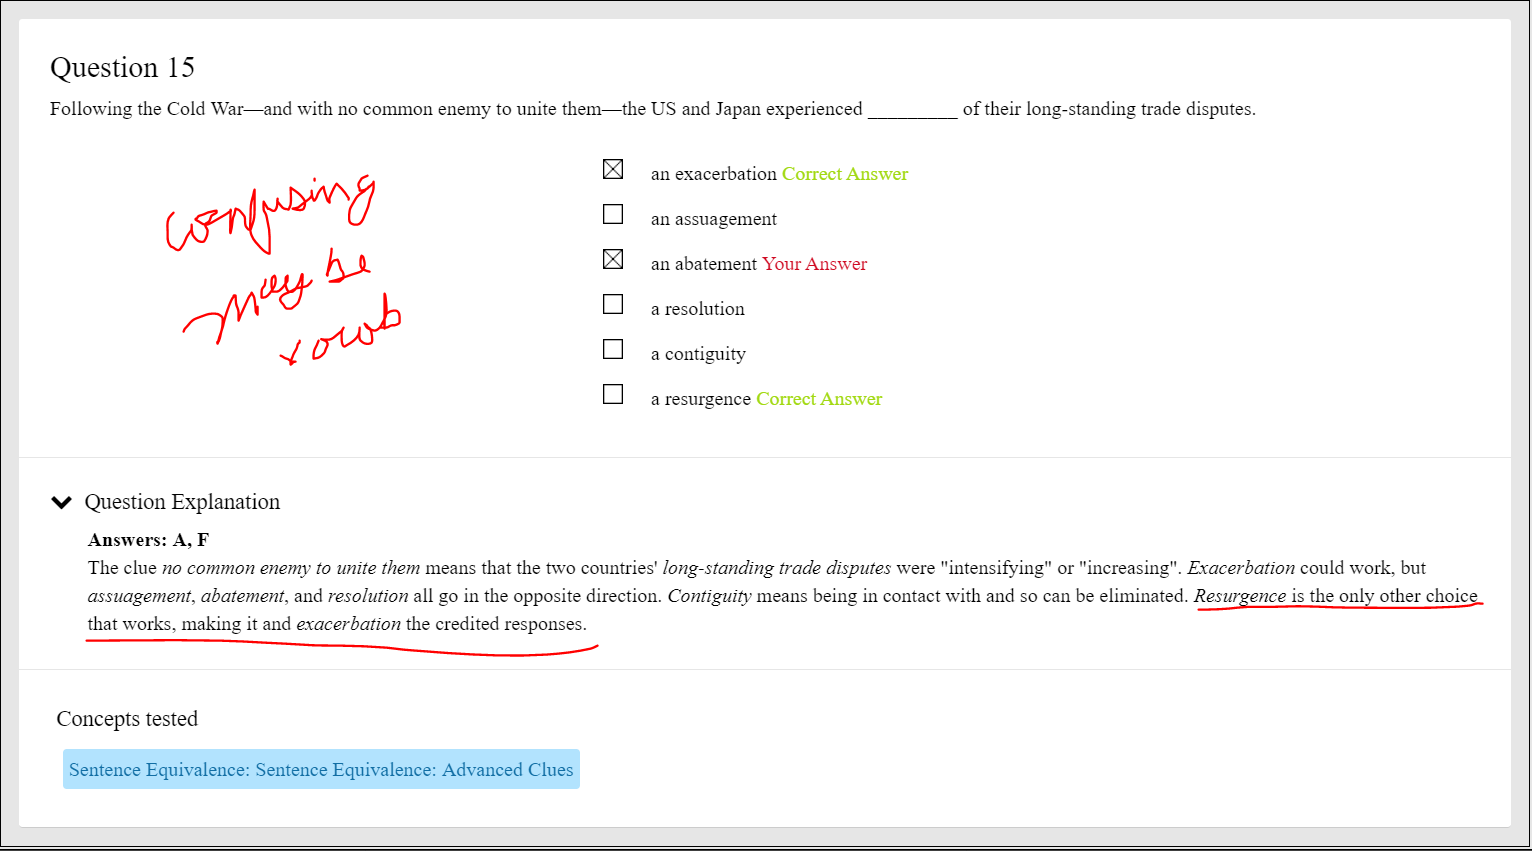 Question 15
Following the Cold War—and with no common enemy to unite them—the US and Japan experienced _________ of their long-standing trade disputes.
an exacerbation Correct Answer
an assuagement
an abatement Your Answer
a resolution
a contiguity
a resurgence Correct Answer
confusing
may be
Question Explanation
Answers: A, F
The clue no common enemy to unite them means that the two countries' long-standing trade disputes were "intensifying" or "increasing". Exacerbation could work, but
assuagement, abatement, and resolution all go in the opposite direction. Contiguity means being in contact with and so can be eliminated. Resurgence is the only other choice
that works, making it and exacerbation the credited responses.
Concepts tested
Sentence Equivalence: Sentence Equivalence: Advanced Clues